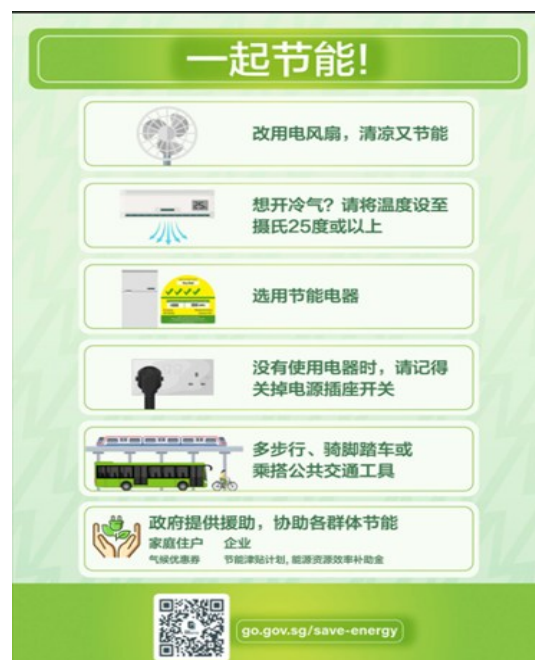 一起节能!
改用电风扇，清凉又节能
想开冷气？请将温度设至
摄氏25度或以上
选用节能电器
没有使用电器时，请记得
关掉电源插座开关
多步行、骑脚踏车或
乘搭公共交通工具
政府提供援助，协助各群体节能
家庭住户 企业
气候优惠券 节能津贴计划, 能源资源效率补助金
go.gov.sg/save-energy